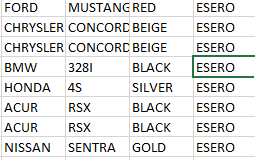 FORD MUSTANG RED ESERO
CHRYSLER CONCORD BEIGE ESERO
CHRYSLER CONCORD BEIGE ESERO
BMW 328I BLACK ESERO
HONDA 4S SILVER ESERO
ACUR RSX BLACK ESERO
ACUR RSX BLACK ESERO
NISSAN SENTRA GOLD ESERO